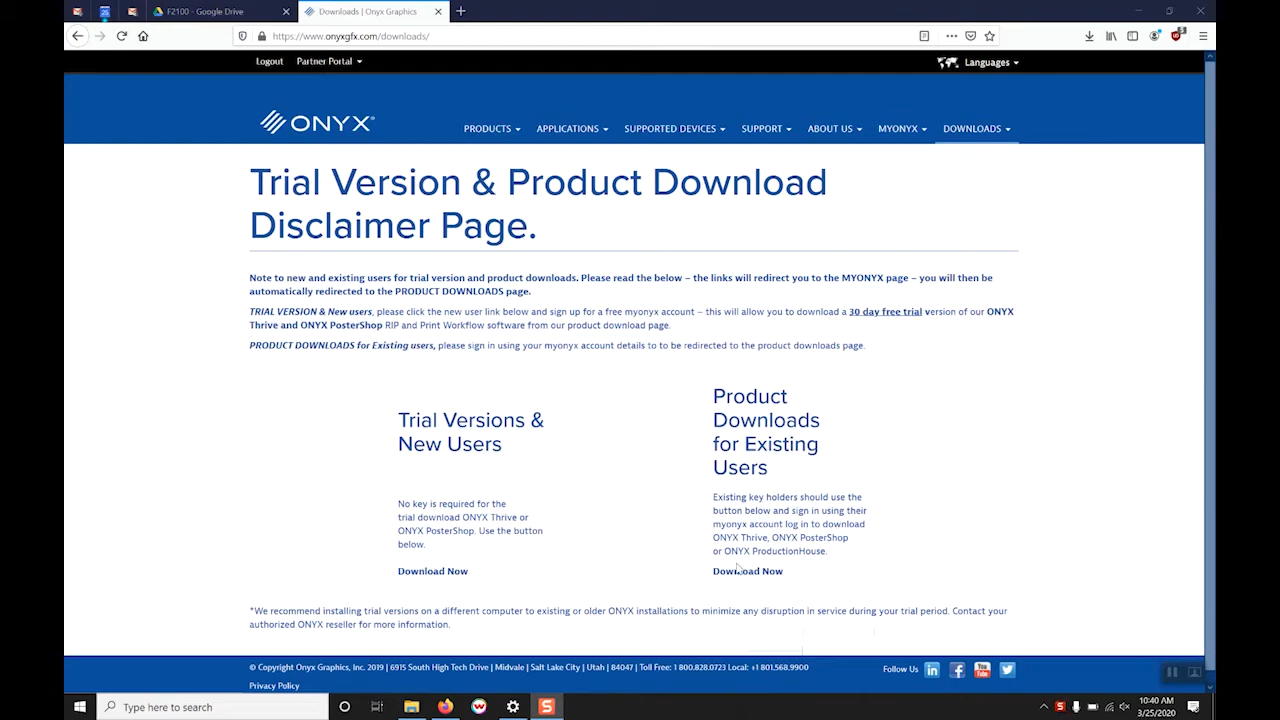 F2100 - Google Drive
Downloads | Onyx Graphics
https://www.onyxgfx.com/downloads/
Logout Partner Portal
Languages
ONYX
PRODUCTS APPLICATIONS SUPPORTED DEVICES SUPPORT ABOUT US MYONYX DOWNLOADS
Trial Version & Product Download
Disclaimer Page.
Note to new and existing users for trial version and product downloads. Please read the below – the links will redirect you to the MYONYX page – you will then be
automatically redirected to the PRODUCT DOWNLOADS page.
TRIAL VERSION & New users, please click the new user link below and sign up for a free myonyx account – this will allow you to download a 30 day free trial version of our ONYX
Thrive and ONYX PosterShop RIP and Print Workflow software from our product download page.
PRODUCT DOWNLOADS for Existing users, please sign in using your myonyx account details to to be redirected to the product downloads page.
Trial Versions &
New Users
No key is required for the
trial download ONYX Thrive or
ONYX PosterShop. Use the button
below.
Download Now
Product
Downloads
for Existing
Users
Existing key holders should use the
button below and sign in using their
myonyx account log in to download
ONYX Thrive, ONYX PosterShop
or ONYX ProductionHouse.
Download Now
*We recommend installing trial versions on a different computer to existing or older ONYX installations to minimize any disruption in service during your trial period. Contact your
authorized ONYX reseller for more information.
© Copyright Onyx Graphics, Inc. 2019 | 6915 South High Tech Drive | Midvale | Salt Lake City | Utah | 84047 | Toll Free: 1 800.828.0723 Local: +1 801.568.9900
Follow Us
Privacy Policy
Type here to search
10:40 AM
3/25/2020